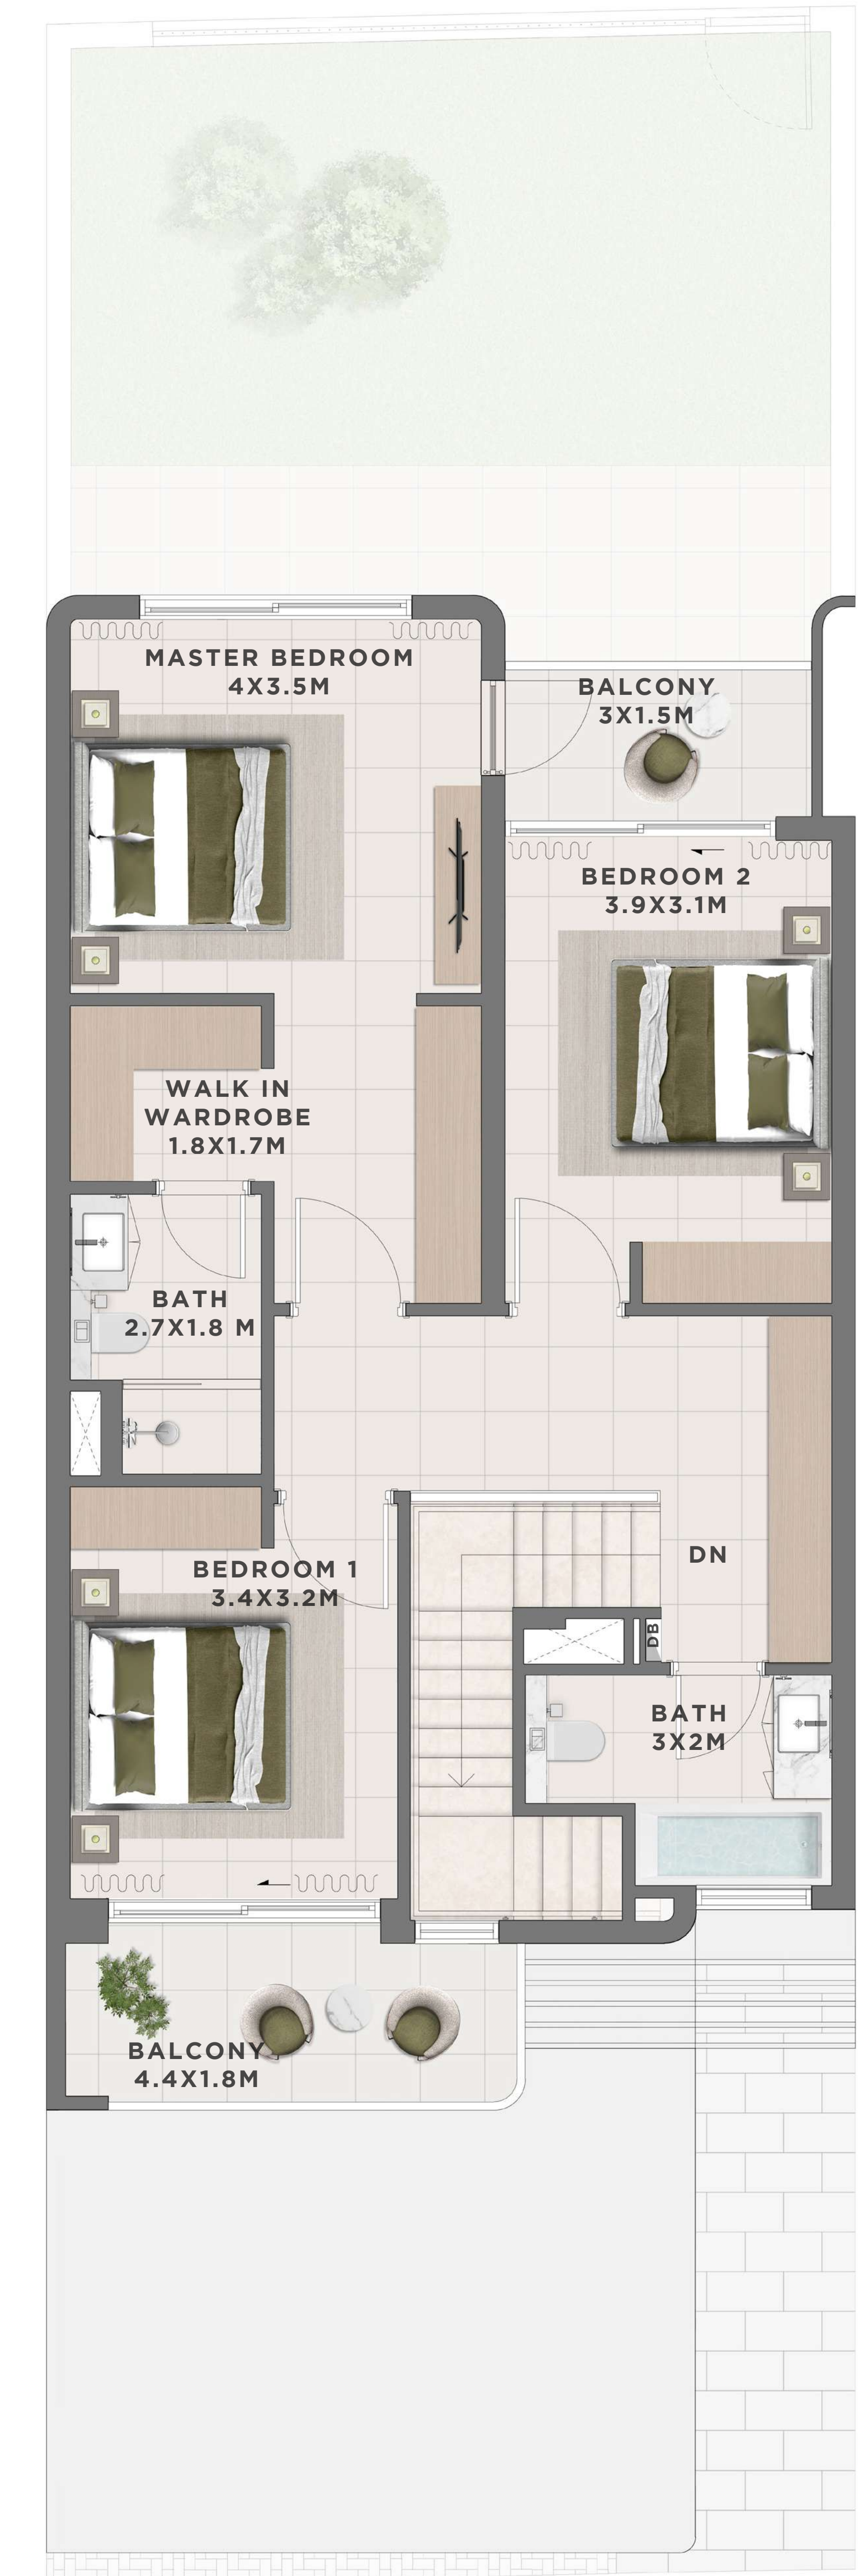 MASTER BEDROOM
4X3.5M
BALCONY
3X1.5M
BEDROOM 2
3.9X3.1M
WALK IN
WARDROBE
1.8X1.7M
BATH
2.7X1.8 M
BEDROOM 1
3.4X3.2M
DN
DB
BATH
3X2M
BALCONY
4.4X1.8M